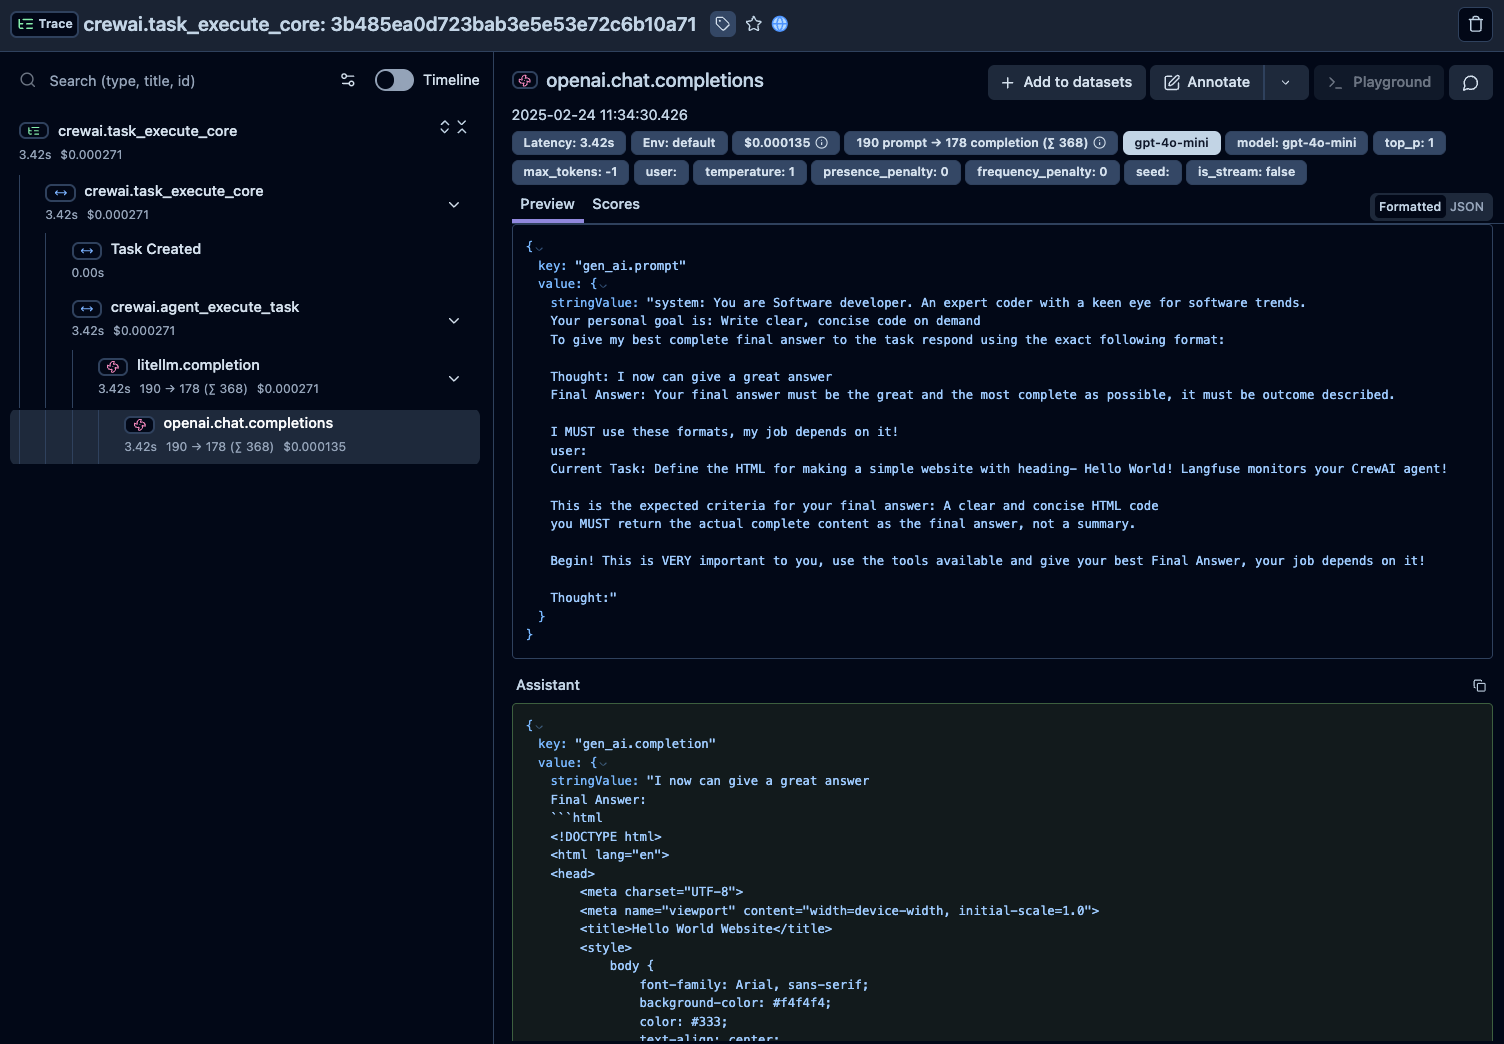 Trace crewai.task_execute_core: 3b485ea0d723bab3e5e53e72c6b10a71
Search (type, title, id)
Timeline
crewai.task_execute_core
3.42s $0.000271
crewai.task_execute_core
3.42s $0.000271
Task Created
0.00s
crewai.agent_execute_task
3.42s $0.000271
litellm.completion
3.42s 190 → 178 (∑ 368) $0.000271
openai.chat.completions
3.42s 190 → 178 (∑ 368) $0.000135
openai.chat.completions
+ Add to datasets
Annotate
Playground
2025-02-24 11:34:30.426
Latency: 3.42s Env: default $0.000135 190 prompt → 178 completion (∑ 368) gpt-4o-mini model: gpt-4o-mini top_p: 1
max_tokens: -1 user: temperature: 1 presence_penalty: 0 frequency_penalty: 0 seed: is_stream: false
Preview Scores
Formatted JSON
{
key: "gen_ai.prompt"
value: {
stringValue: "system: You are Software developer. An expert coder with a keen eye for software trends.
Your personal goal is: Write clear, concise code on demand
To give my best complete final answer to the task respond using the exact following format:
Thought: I now can give a great answer
Final Answer: Your final answer must be the great and the most complete as possible, it must be outcome described.
I MUST use these formats, my job depends on it!
user:
Current Task: Define the HTML for making a simple website with heading- Hello World! Langfuse monitors your CrewAI agent!
This is the expected criteria for your final answer: A clear and concise HTML code
you MUST return the actual complete content as the final answer, not a summary.
Begin! This is VERY important to you, use the tools available and give your best Final Answer, your job depends on it!
Thought:"
}
}
Assistant
{
key: "gen_ai.completion"
value: {
stringValue: "I now can give a great answer
Final Answer:
```html
<!DOCTYPE html>
<html lang="en">
<head>
<meta charset="UTF-8">
<meta name="viewport" content="width=device-width, initial-scale=1.0">
<title>Hello World Website</title>
<style>
body {
font-family: Arial, sans-serif;
background-color: #f4f4f4;
color: #333;
text-align: center;